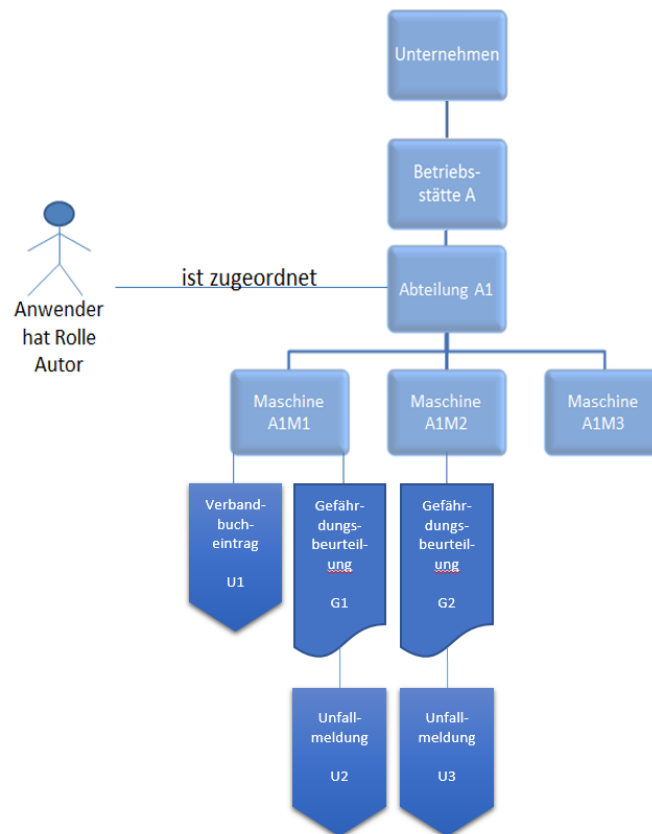 Unternehmen
Betriebs-
stätte A
ist zugeordnet
Abteilung A1
Anwender
hat Rolle
Autor
Maschine
A1M1
Maschine
A1M2
Maschine
A1M3
Verband-
buch-
eintrag
U1
Gefähr-
dungs-
beurteil-
ung
G1
Gefähr-
dungs-
beurteil-
ung
G2
Unfall-
meldung
U2
Unfall-
meldung
U3